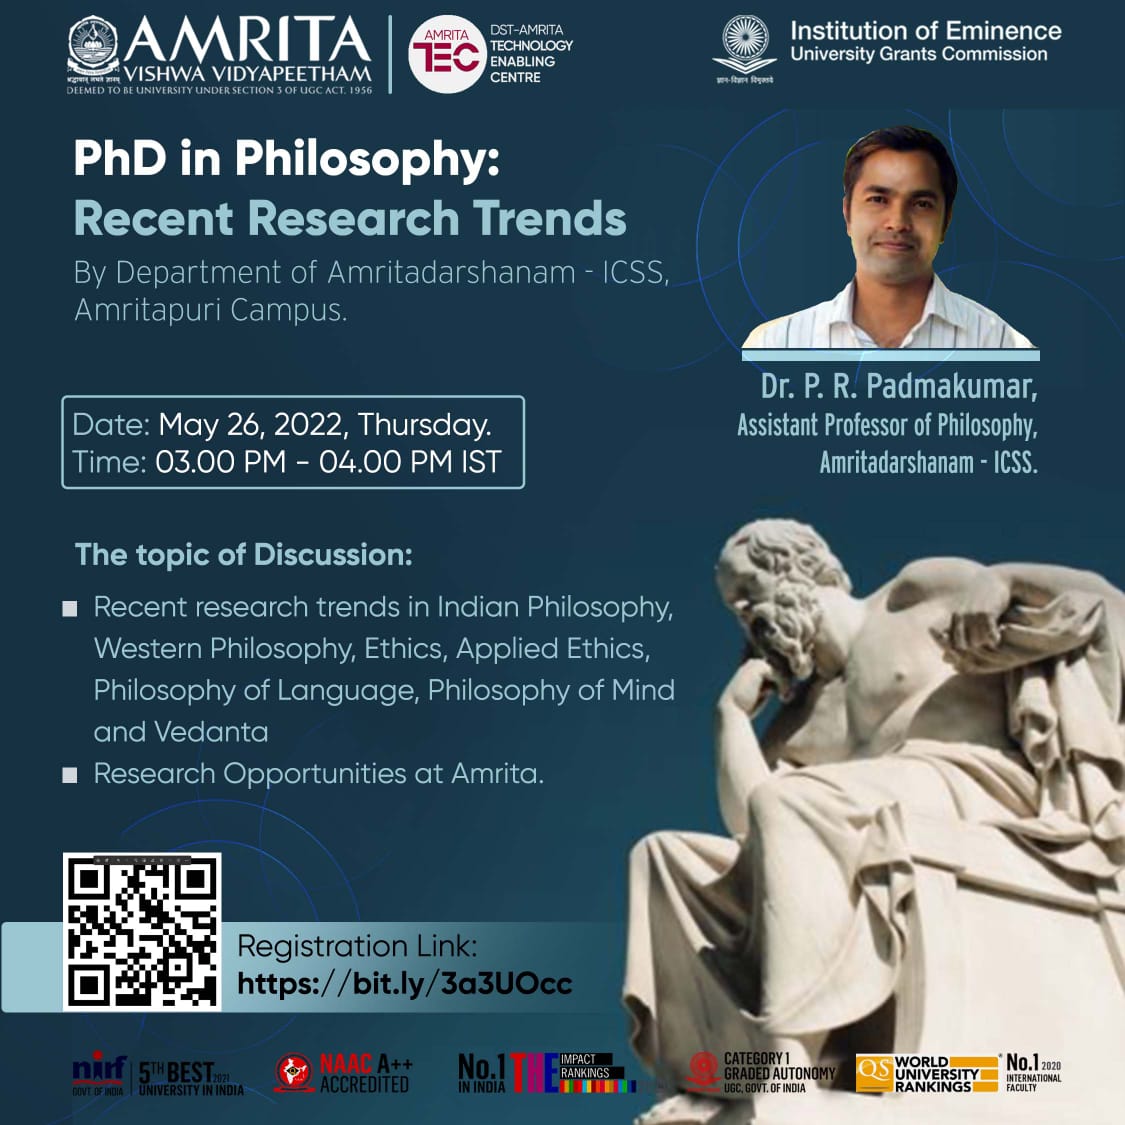 AMRITA
VISHWA VIDYAPEETHAM
DEEMED TO BE UNIVERSITY UNDER SECTION 3 OF UGC ACT, 1956
AMRITA
TEC
DST-AMRITA
TECHNOLOGY
ENABLING
CENTRE
ज्ञान-विज्ञान विमुक्तये
Institution of Eminence
University Grants Commission
PhD in Philosophy:
Recent Research Trends
By Department of Amritadarshanam - ICSS,
Amritapuri Campus.
Dr. P. R. Padmakumar,
Assistant Professor of Philosophy,
Amritadarshanam - ICSS.
Date: May 26, 2022, Thursday.
Time: 03.00 PM - 04.00 PM IST
The topic of Discussion:
Recent research trends in Indian Philosophy,
Western Philosophy, Ethics, Applied Ethics,
Philosophy of Language, Philosophy of Mind
and Vedanta
Research Opportunities at Amrita.
Registration Link:
https://bit.ly/3a3UOcc
nirf
GOVT. OF INDIA
5TH BEST 2021
UNIVERSITY IN INDIA
NAAC A++
ACCREDITED
No.1
IN INDIA
THE
IMPACT
RANKINGS
CATEGORY 1
GRADED AUTONOMY
UGC, GOVT. OF INDIA
QS
WORLD
UNIVERSITY
RANKINGS
No.1 2020
INTERNATIONAL
FACULTY